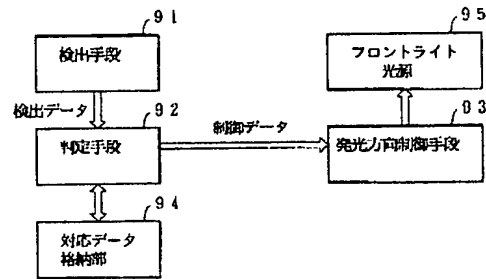 91
検出手段
検出データ
92
判定手段
94
対応データ
格納部
制御データ
95
フロントライト
光源
93
発光方向制御手段